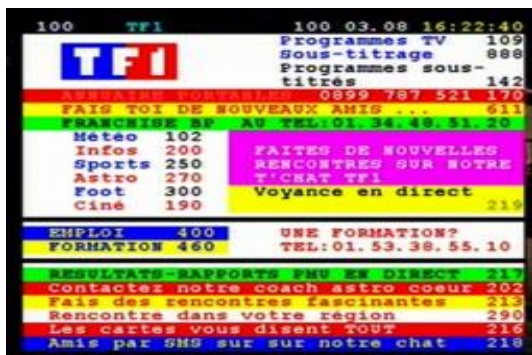 100 TF1 100 03.08 16:22:40
TF1
Programmes TV 109
Sous-titrage 888
Programmes sous-
titrés 142
ANNUAIRE PORTABLES 0899 787 521 170
FAIS TOI DE NOUVEAUX AMIS ... 611
FRANCHISE BP AU TEL:01.34.48.51.20
Météo 102
Infos 200
Sports 250
Astro 270
Foot 300
Ciné 190
FAITES DE NOUVELLES
RENCONTRES SUR NOTRE
T'CHAT TF1
Voyance en direct
219
EMPLOI 400
FORMATION 460
UNE FORMATION?
TEL:01.53.38.55.10
RESULTATS-RAPPORTS PMU EN DIRECT 217
Contactez notre coach astro coeur 202
Fais des rencontres fascinantes 213
Rencontre dans votre région 290
Les cartes vous disent TOUT 216
Amis par SMS sur sur notre chat 218